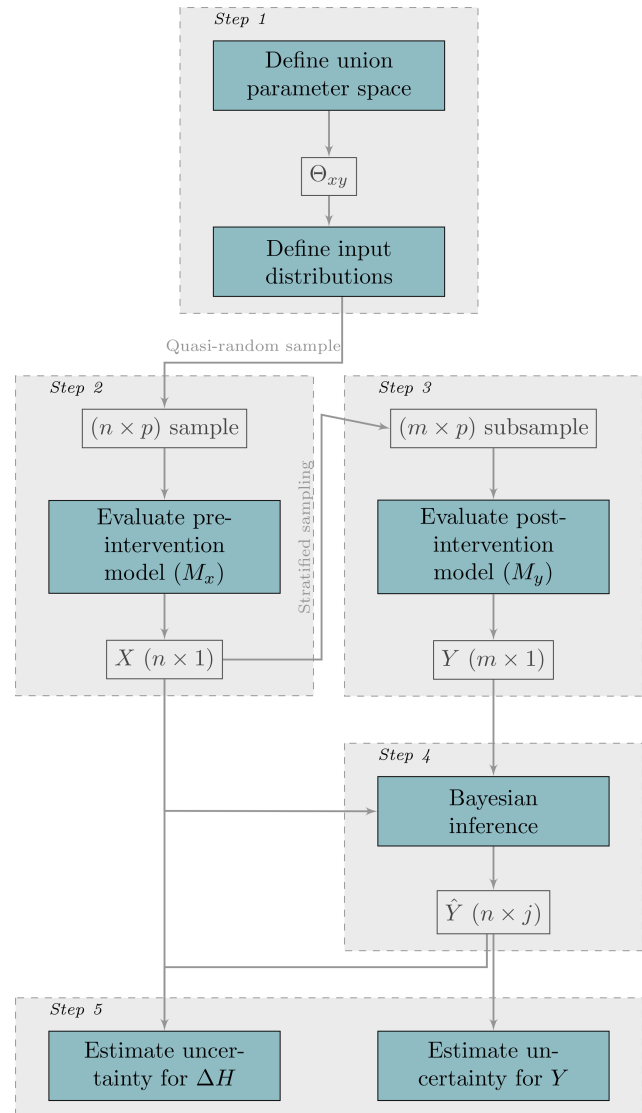 Step 1
Define union
parameter space
Θxy
Define input
distributions
Quasi-random sample
Step 2
(n × p) sample
Evaluate pre-
intervention
model (Mx)
X (n × 1)
Stratified sampling
Step 3
(m × p) subsample
Evaluate post-
intervention
model (My)
Y (m × 1)
Step 4
Bayesian
inference
Ŷ (n × j)
Step 5
Estimate uncer-
tainty for ΔH
Estimate un-
certainty for Y